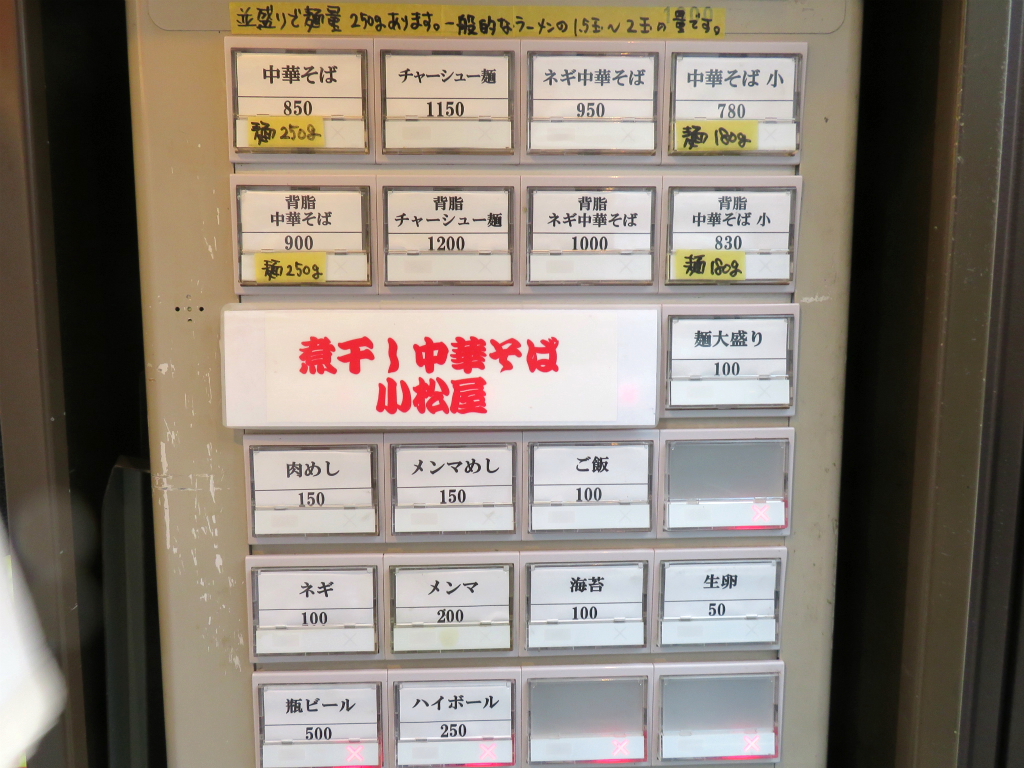 並盛りで麺量250gあります。一般的なラーメンの1.5玉～2玉の量です。
中華そば
850
麺250g
チャーシュー麺
1150
ネギ中華そば
950
中華そば 小
780
麺180g
背脂
中華そば
900
麺250g
背脂
チャーシュー麺
1200
背脂
ネギ中華そば
1000
背脂
中華そば 小
830
麺180g
煮干し中華そば
小松屋
麺大盛り
100
肉めし
150
メンマめし
150
ご飯
100
ネギ
100
メンマ
200
海苔
100
生卵
50
瓶ビール
500
ハイボール
250